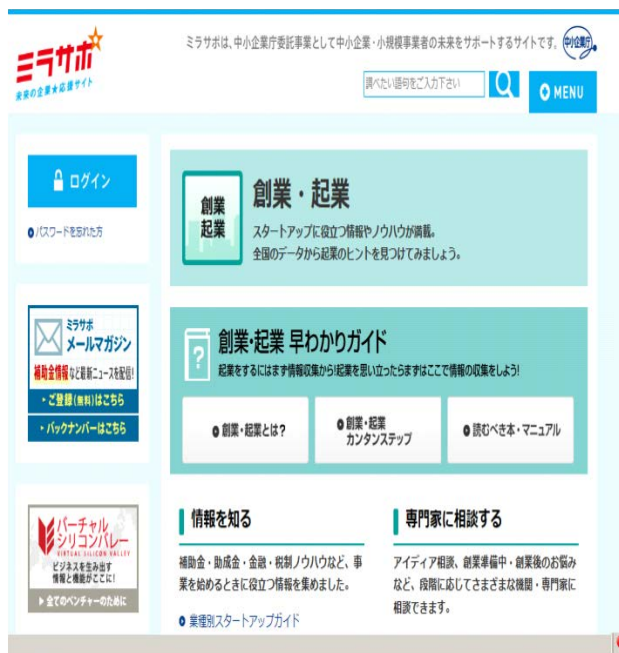 ミラサポ
未来の企業★応援サイト
ミラサポは、中小企業庁委託事業として中小企業・小規模事業者の未来をサポートするサイトです。
中小企業庁
調べたい語句をご入力下さい
MENU
ログイン
パスワードを忘れた方
創業
起業
創業・起業
スタートアップに役立つ情報やノウハウが満載。
全国のデータから起業のヒントを見つけてみましょう。
ミラサポ
メールマガジン
補助金情報など最新ニュースを配信!
・ご登録(無料)はこちら
・バックナンバーはこちら
?
創業・起業 早わかりガイド
起業をするにはまず情報収集から!起業を思い立ったらまずはここで情報の収集をしよう!
創業・起業とは?
創業・起業
カンタンステップ
読むべき本・マニュアル
バーチャル
シリコンバレー
VIRTUAL SILICON VALLEY
ビジネスを生み出す
情報と機能がここに!
全てのベンチャーのために
情報を知る
補助金・助成金・金融・税制ノウハウなど、事
業を始めるときに役立つ情報を集めました。
業種別スタートアップガイド
専門家に相談する
アイディア相談、創業準備中・創業後のお悩み
など、段階に応じてさまざまな機関・専門家に
相談できます。